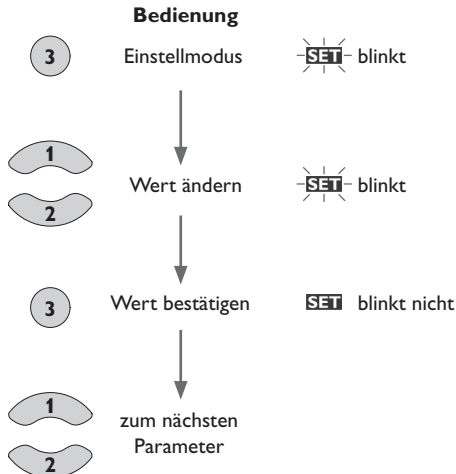 Bedienung
3 Einstellmodus SET blinkt
1
Wert ändern SET blinkt
2
3 Wert bestätigen SET blinkt nicht
1
zum nächsten
Parameter
2